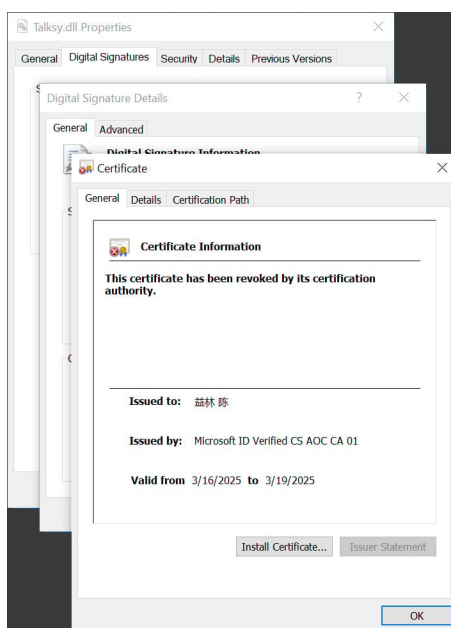 Talksy.dll Properties
General Digital Signatures Security Details Previous Versions
Digital Signature Details
General Advanced
Digital Signature Information
Certificate
General Details Certification Path
Certificate Information
This certificate has been revoked by its certification
authority.
Issued to: 益林 陈
Issued by: Microsoft ID Verified CS AOC CA 01
Valid from 3/16/2025 to 3/19/2025
Install Certificate... Issuer Statement
OK